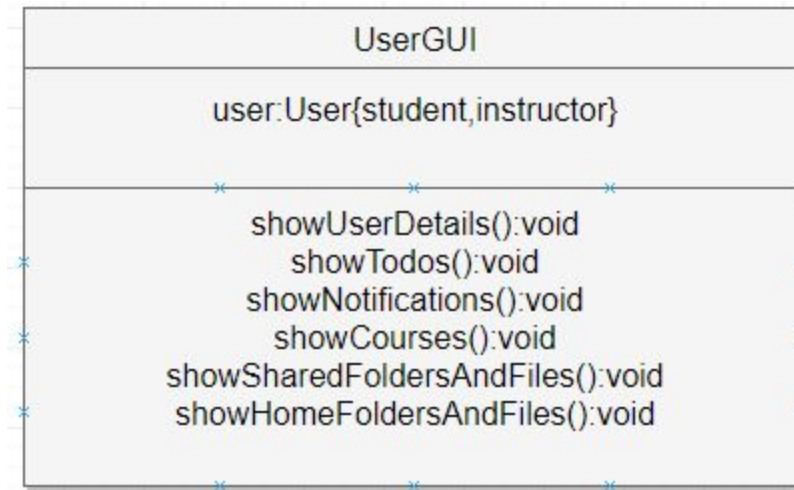 UserGUI
user:User{student,instructor}
showUserDetails():void
showTodos():void
showNotifications():void
showCourses():void
showSharedFoldersAndFiles():void
showHomeFoldersAndFiles():void